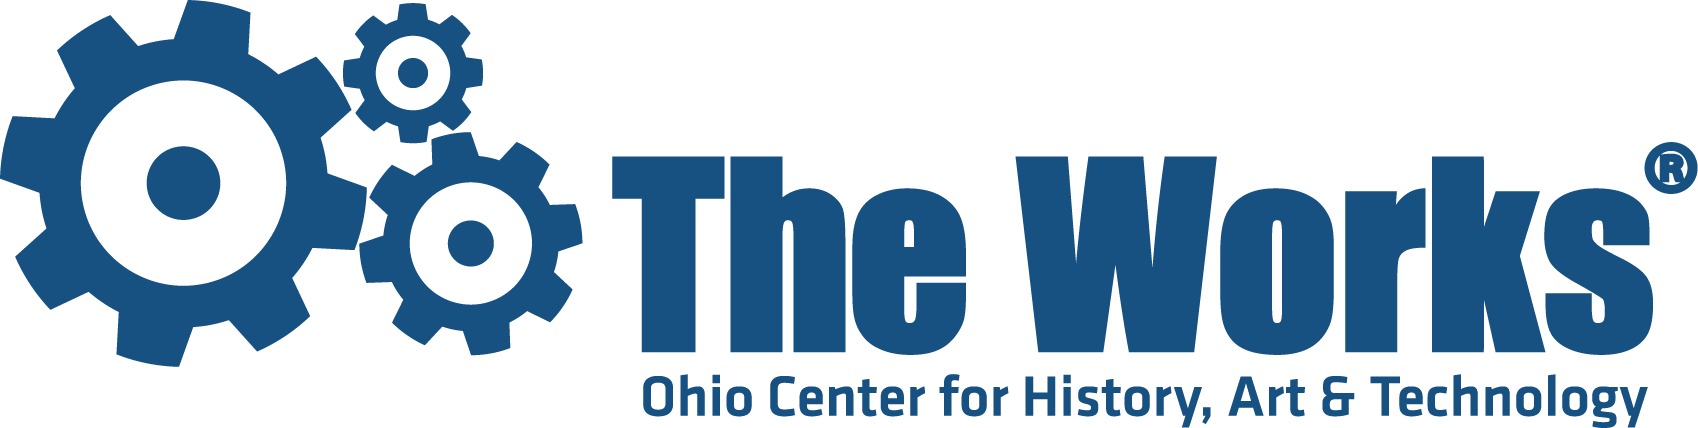 The Works®
Ohio Center for History, Art & Technology